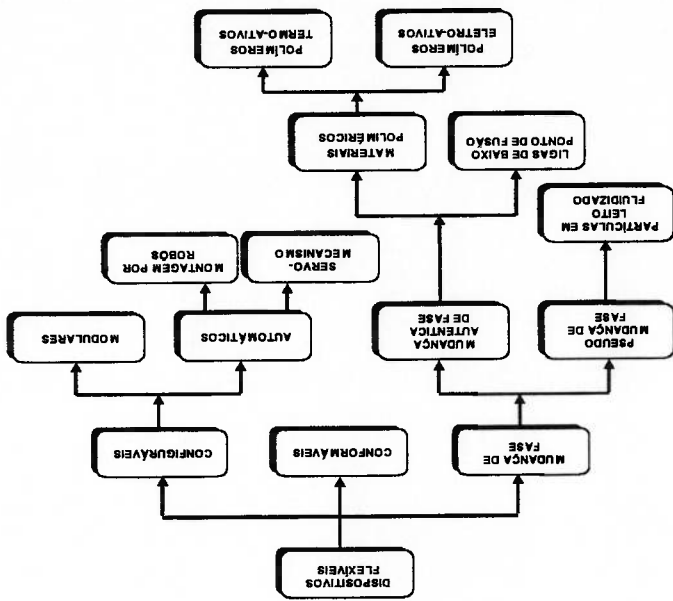 DISPOSITIVOS
FLEXÍVEIS
MUDANÇA DE
FASE
CONFORMÁVEIS
CONFIGURÁVEIS
PSEUDO
MUDANÇA DE
FASE
MUDANÇA
AUTENTICA
DE FASE
AUTOMÁTICOS
MODULARES
SERVO-
MECANISMO
MONTAGEM POR
ROBÔS
PARTÍCULAS EM
LEITO
FLUIDIZADO
LIGAS DE BAIXO
PONTO DE FUSÃO
MATERIAIS
POLIMÉRICOS
POLÍMEROS
ELETRO-ATIVOS
POLÍMEROS
TERMO-ATIVOS